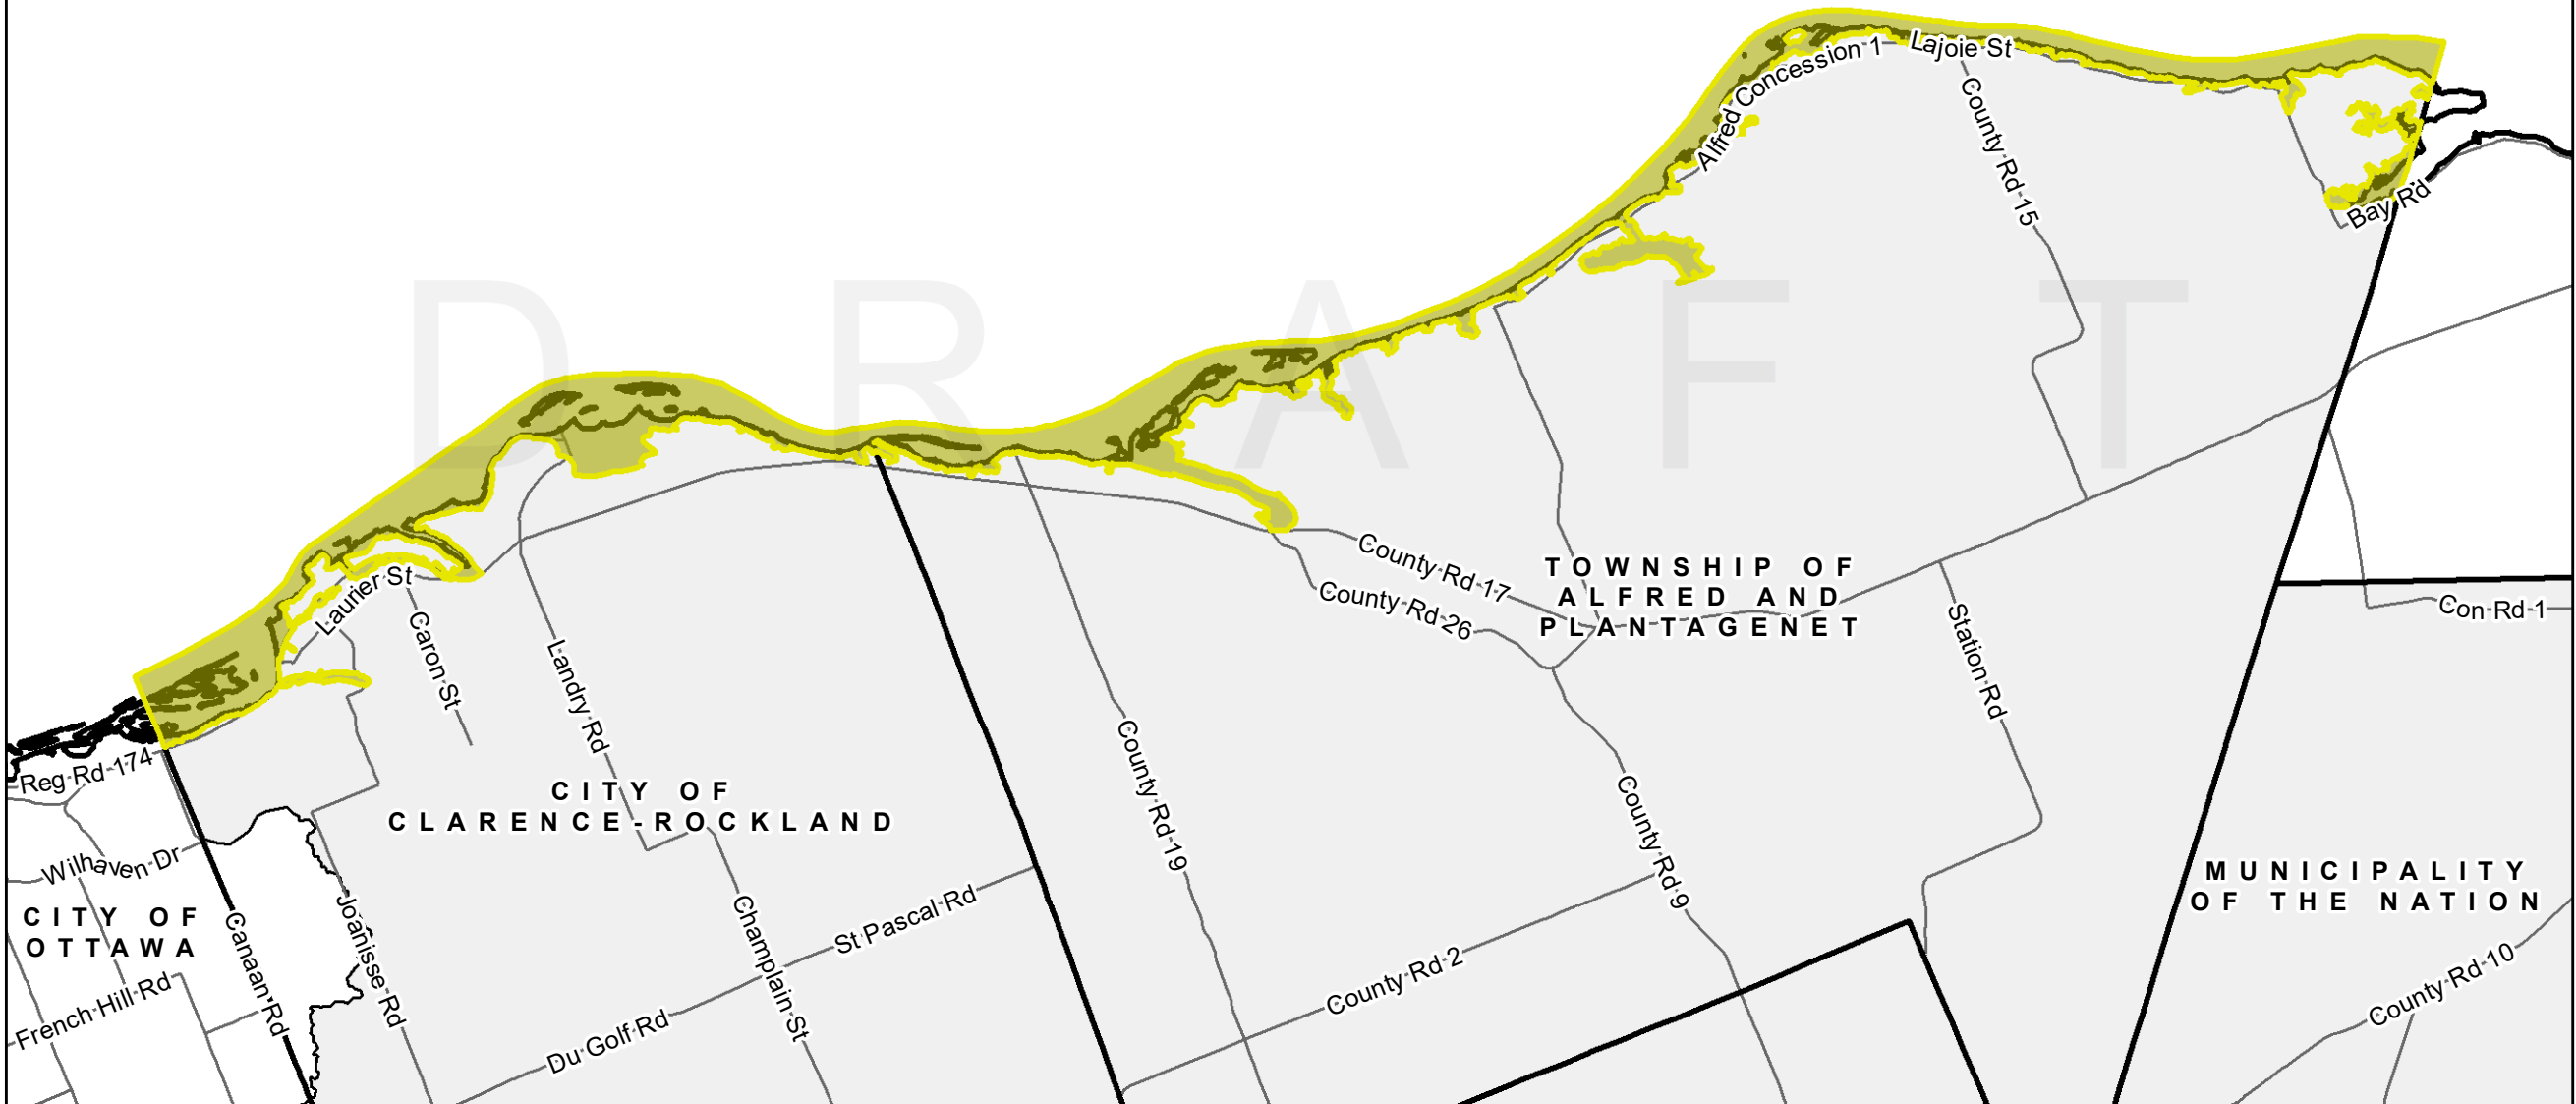 Lajoie St
Alfred Concession 1
County Rd 15
Bay Rd
D R A F T
Laurier St
Caron St
Landry Rd
County Rd 17
County Rd 26
TOWNSHIP OF
ALFRED AND
PLANTAGENET
Con Rd 1
Station Rd
Reg Rd 174
County Rd 19
CITY OF
CLARENCE-ROCKLAND
County Rd 9
Wilhaven Dr
MUNICIPALITY
OF THE NATION
CITY OF
OTTAWA
Canaan Rd
Joanisse Rd
Champlain St
St Pascal Rd
County Rd 2
County Rd 10
French Hill Rd
Du Golf Rd